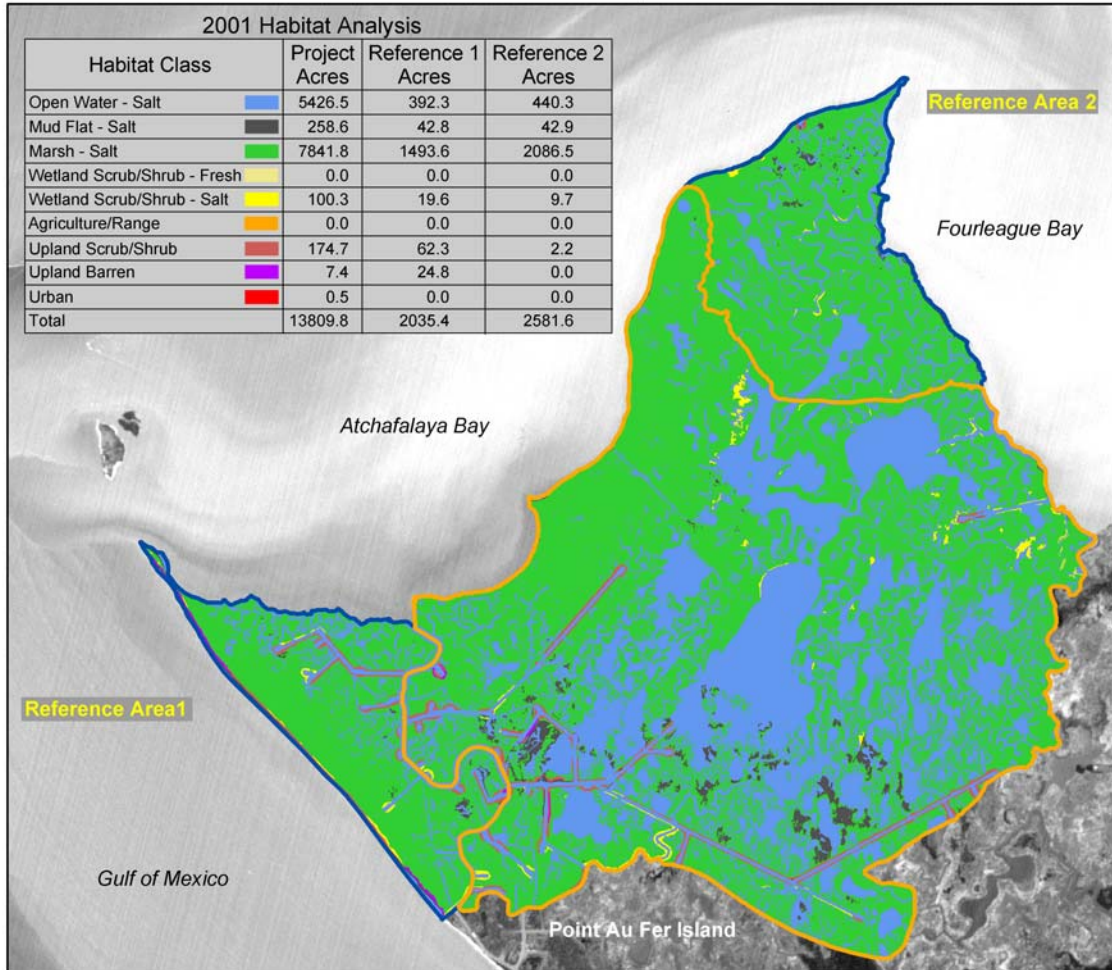 2001 Habitat Analysis
Habitat Class Project Acres Reference 1 Acres Reference 2 Acres
Open Water - Salt 5426.5 392.3 440.3
Mud Flat - Salt 258.6 42.8 42.9
Marsh - Salt 7841.8 1493.6 2086.5
Wetland Scrub/Shrub - Fresh 0.0 0.0 0.0
Wetland Scrub/Shrub - Salt 100.3 19.6 9.7
Agriculture/Range 0.0 0.0 0.0
Upland Scrub/Shrub 174.7 62.3 2.2
Upland Barren 7.4 24.8 0.0
Urban 0.5 0.0 0.0
Total 13809.8 2035.4 2581.6
Reference Area 2
Fourleague Bay
Atchafalaya Bay
Reference Area1
Gulf of Mexico
Point Au Fer Island